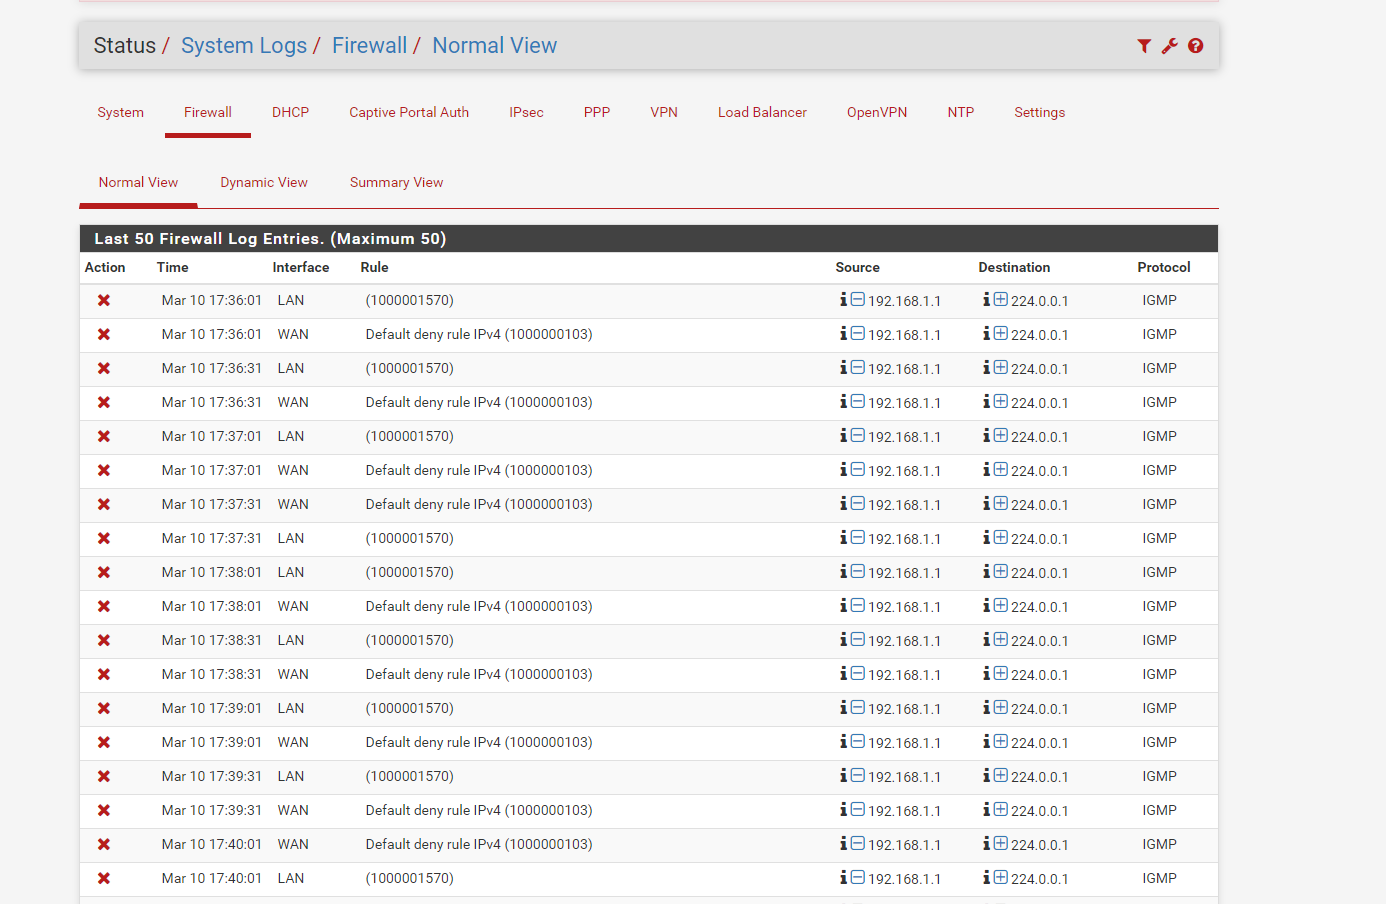 Status / System Logs / Firewall / Normal View
System Firewall DHCP Captive Portal Auth IPsec PPP VPN Load Balancer OpenVPN NTP Settings
Normal View Dynamic View Summary View
Last 50 Firewall Log Entries. (Maximum 50)
Action Time Interface Rule Source Destination Protocol
Mar 10 17:36:01 LAN (1000001570) 192.168.1.1 224.0.0.1 IGMP
Mar 10 17:36:01 WAN Default deny rule IPv4 (1000000103) 192.168.1.1 224.0.0.1 IGMP
Mar 10 17:36:31 LAN (1000001570) 192.168.1.1 224.0.0.1 IGMP
Mar 10 17:36:31 WAN Default deny rule IPv4 (1000000103) 192.168.1.1 224.0.0.1 IGMP
Mar 10 17:37:01 LAN (1000001570) 192.168.1.1 224.0.0.1 IGMP
Mar 10 17:37:01 WAN Default deny rule IPv4 (1000000103) 192.168.1.1 224.0.0.1 IGMP
Mar 10 17:37:31 WAN Default deny rule IPv4 (1000000103) 192.168.1.1 224.0.0.1 IGMP
Mar 10 17:37:31 LAN (1000001570) 192.168.1.1 224.0.0.1 IGMP
Mar 10 17:38:01 LAN (1000001570) 192.168.1.1 224.0.0.1 IGMP
Mar 10 17:38:01 WAN Default deny rule IPv4 (1000000103) 192.168.1.1 224.0.0.1 IGMP
Mar 10 17:38:31 LAN (1000001570) 192.168.1.1 224.0.0.1 IGMP
Mar 10 17:38:31 WAN Default deny rule IPv4 (1000000103) 192.168.1.1 224.0.0.1 IGMP
Mar 10 17:39:01 LAN (1000001570) 192.168.1.1 224.0.0.1 IGMP
Mar 10 17:39:01 WAN Default deny rule IPv4 (1000000103) 192.168.1.1 224.0.0.1 IGMP
Mar 10 17:39:31 LAN (1000001570) 192.168.1.1 224.0.0.1 IGMP
Mar 10 17:39:31 WAN Default deny rule IPv4 (1000000103) 192.168.1.1 224.0.0.1 IGMP
Mar 10 17:40:01 WAN Default deny rule IPv4 (1000000103) 192.168.1.1 224.0.0.1 IGMP
Mar 10 17:40:01 LAN (1000001570) 192.168.1.1 224.0.0.1 IGMP